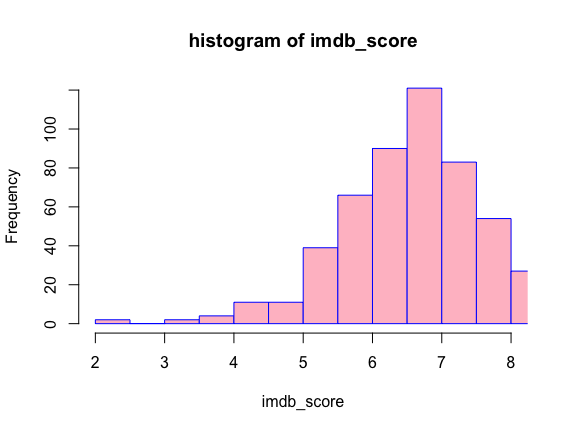 histogram of imdb_score
Frequency
0 20 40 60 80 100
2 3 4 5 6 7 8
imdb_score